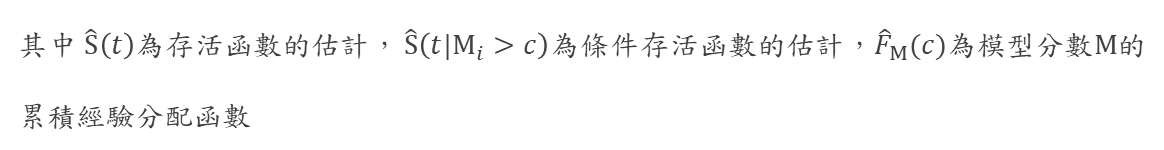 其中 Ŝ(t)為存活函數的估計，Ŝ(t|Mᵢ > c)為條件存活函數的估計，F̂_M(c)為模型分數M的
累積經驗分配函數